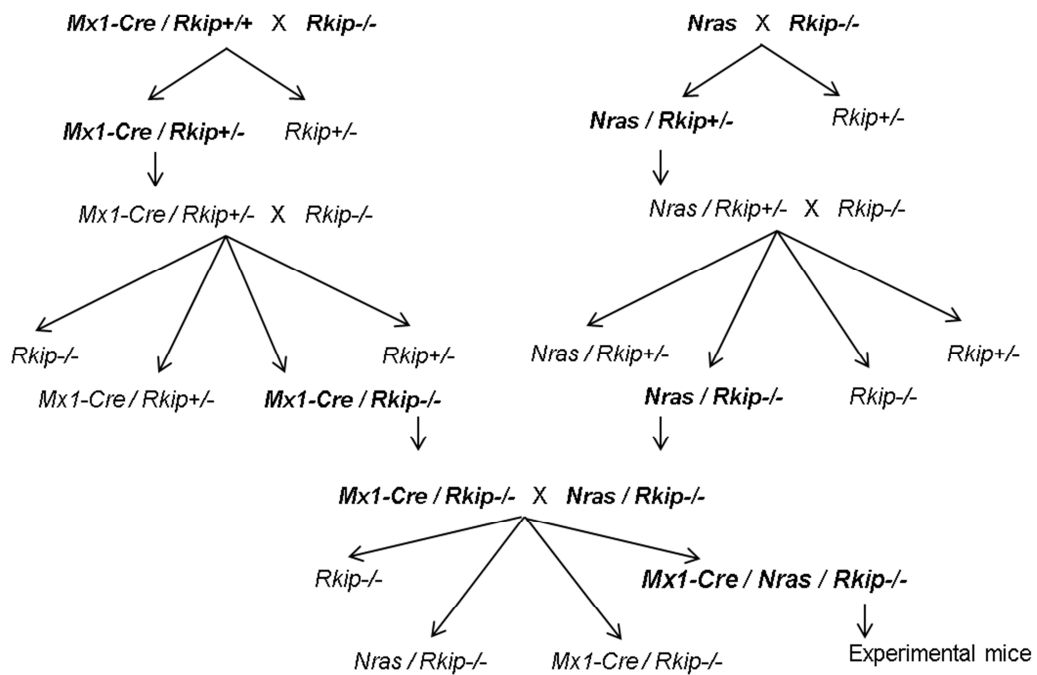 Mx1-Cre / Rkip+/+ X Rkip-/- Nras X Rkip-/-
Mx1-Cre / Rkip+/- Rkip+/- Nras / Rkip+/- Rkip+/-
Mx1-Cre / Rkip+/- X Rkip-/- Nras / Rkip+/- X Rkip-/-
Rkip-/- Rkip+/- Nras / Rkip+/- Rkip+/-
Mx1-Cre / Rkip+/- Mx1-Cre / Rkip-/- Nras / Rkip-/- Rkip-/-
Mx1-Cre / Rkip-/- X Nras / Rkip-/-
Rkip-/- Mx1-Cre / Nras / Rkip-/-
Nras / Rkip-/- Mx1-Cre / Rkip-/- Experimental mice